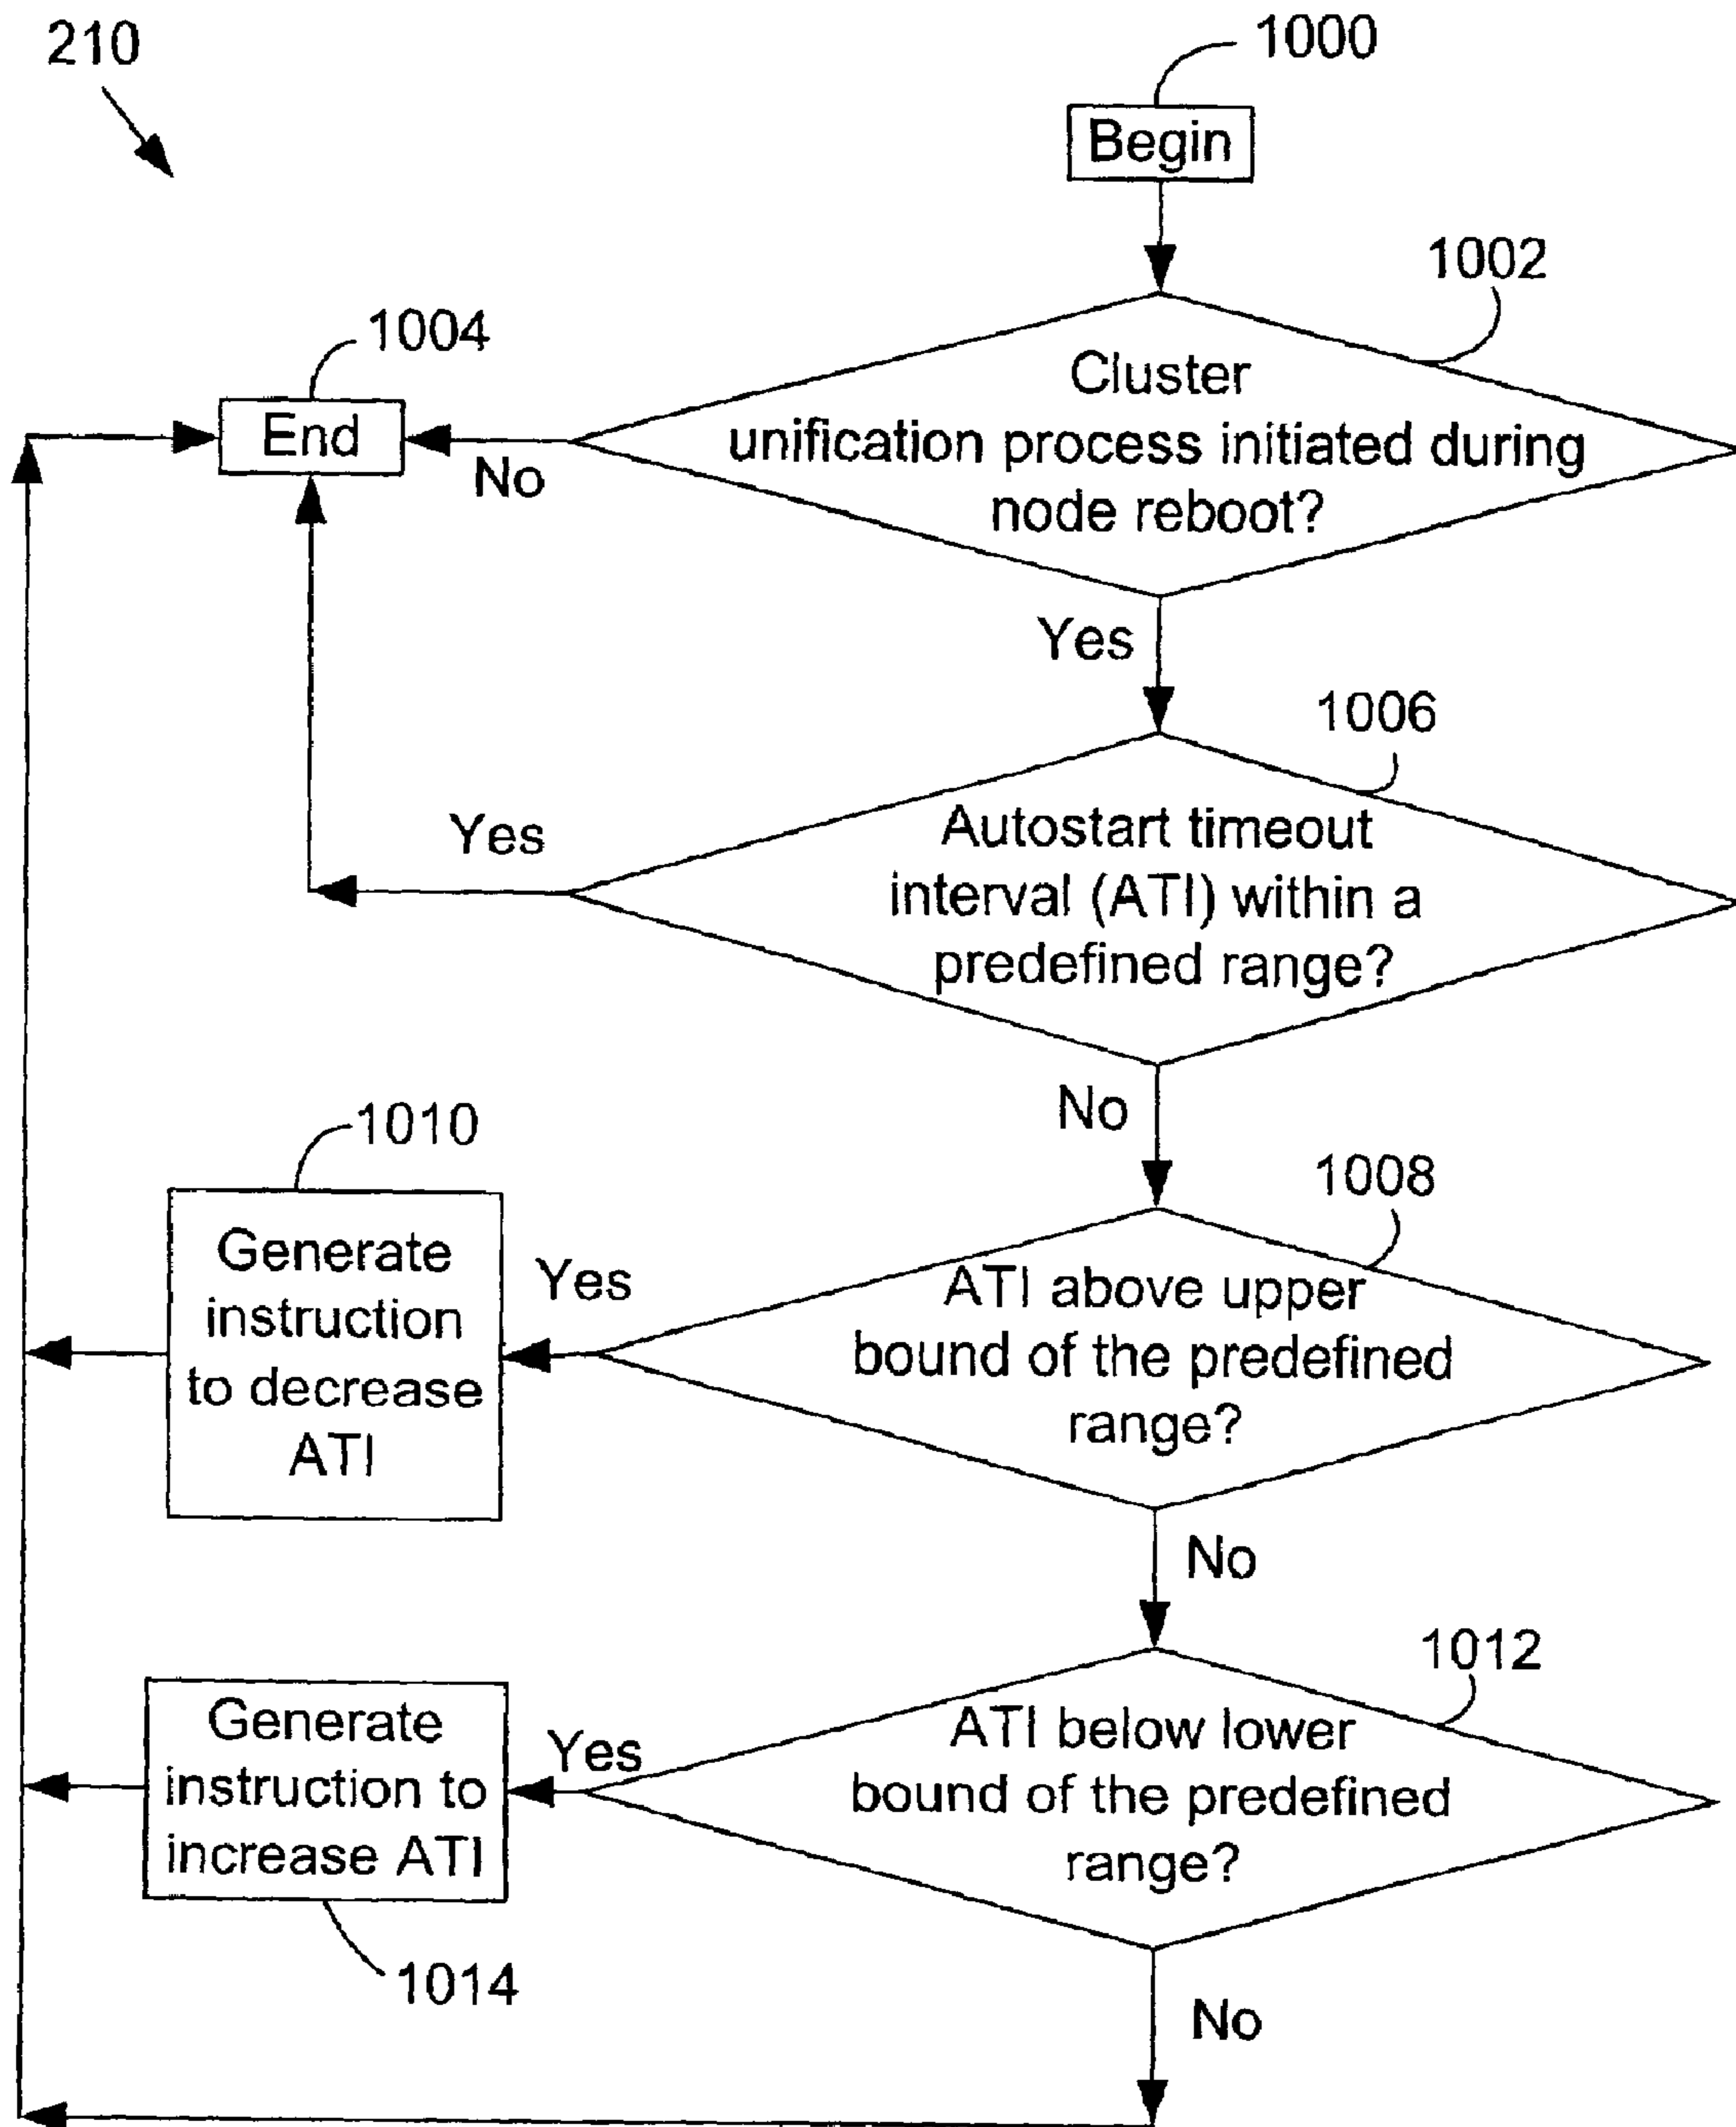 210
1000
Begin
1002
1004
Cluster
unification process initiated during
node reboot?
End
No
Yes
1006
Autostart timeout
interval (ATI) within a
predefined range?
Yes
No
1010
1008
Generate
instruction
to decrease
ATI
Yes
ATI above upper
bound of the predefined
range?
No
1012
Generate
instruction to
increase ATI
Yes
ATI below lower
bound of the predefined
range?
1014
No